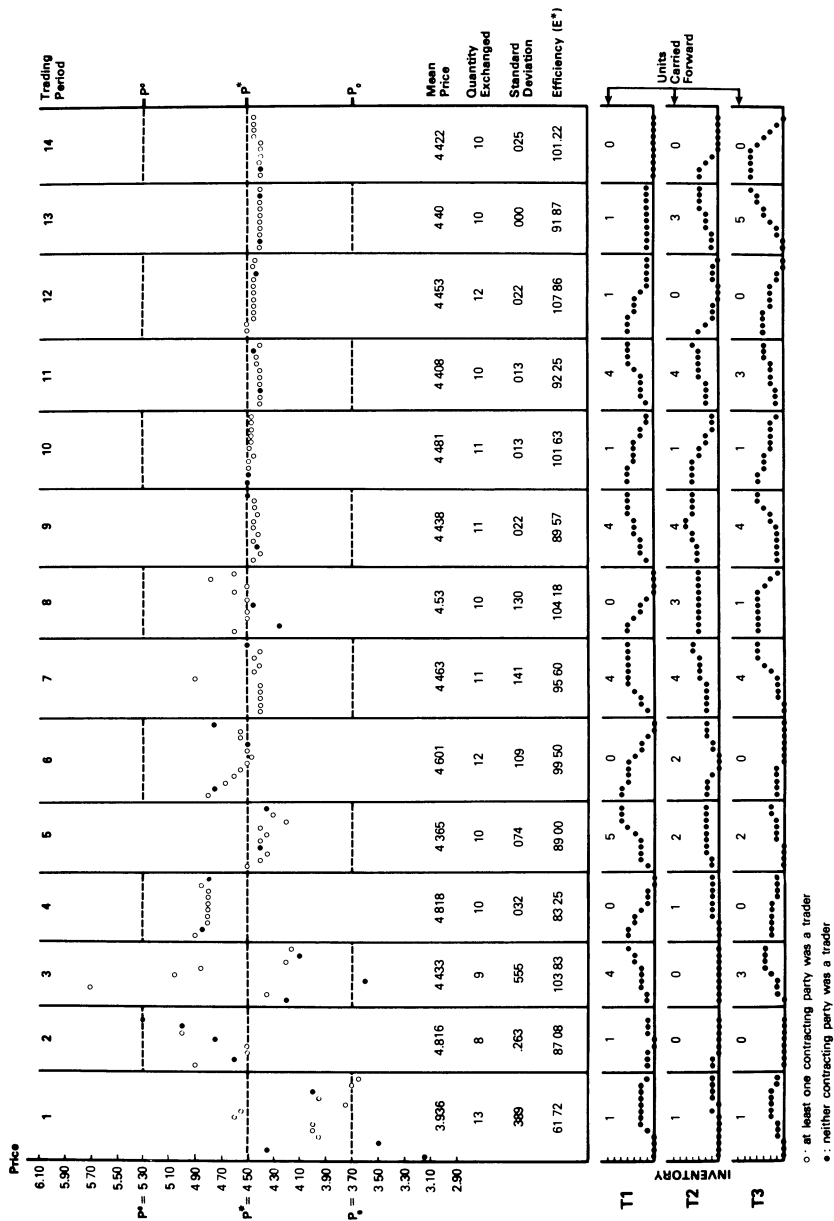 Price
1 2 3 4 5 6 7 8 9 10 11 12 13 14 Trading Period
6.10
5.90
5 70
5.50
P° = 5 30 P°
5 10
4.90
4 70
P* = 4 50 P*
4.30
4.10
3.90
P₀ = 3 70 P₀
3.50
3 30
3.10
2.90
3.936 4.816 4 433 4 818 4 365 4 601 4 463 4.53 4 438 4 481 4 408 4 453 4 40 4 422 Mean Price
13 8 9 10 10 12 11 10 11 11 10 12 10 10 Quantity Exchanged
389 .263 555 032 074 109 141 130 022 013 013 022 000 025 Standard Deviation
61 72 87 08 103 83 83 25 89 00 99 50 95 60 104 18 89 57 101 63 92 25 107 86 91 87 101.22 Efficiency (E*)
INVENTORY
T1 1 1 4 0 5 0 4 0 4 1 4 1 1 0
T2 1 0 0 1 2 2 4 3 4 1 4 0 3 0
T3 1 0 3 0 2 0 4 1 4 1 3 0 5 0
Units Carried Forward
○ · at least one contracting party was a trader
● : neither contracting party was a trader